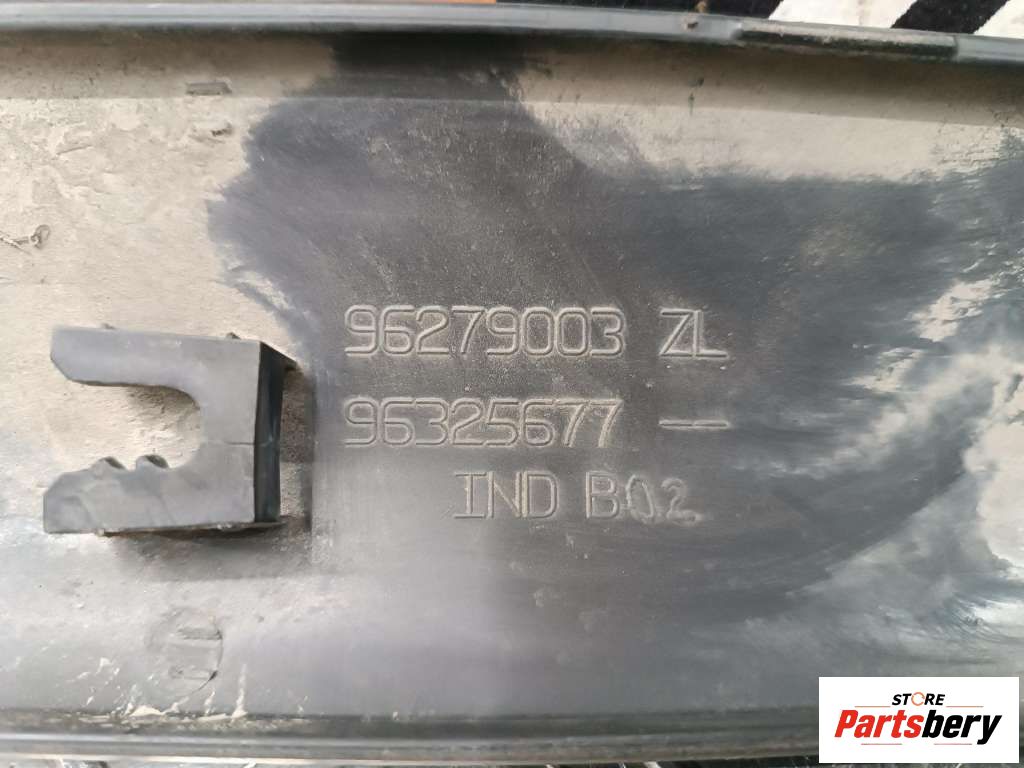 96279003 ZL
96325677 —
IND B02
STORE
Partsbery